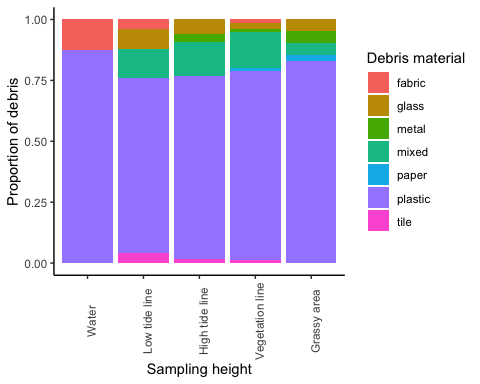 1.00
0.75
0.50
0.25
0.00
Proportion of debris
Water
Low tide line
High tide line
Vegetation line
Grassy area
Sampling height
Debris material
fabric
glass
metal
mixed
paper
plastic
tile